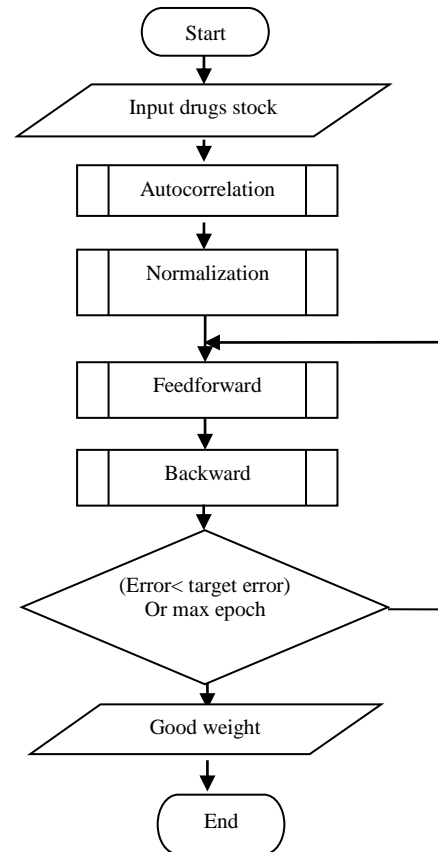 Start
Input drugs stock
Autocorrelation
Normalization
Feedforward
Backward
(Error< target error)
Or max epoch
Good weight
End